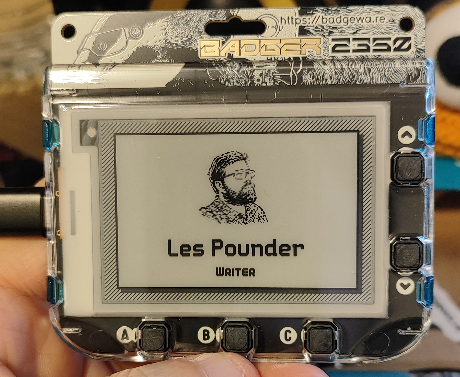 https://badgewa.re
BADGER 2350
Les Pounder
WRITER
A B C